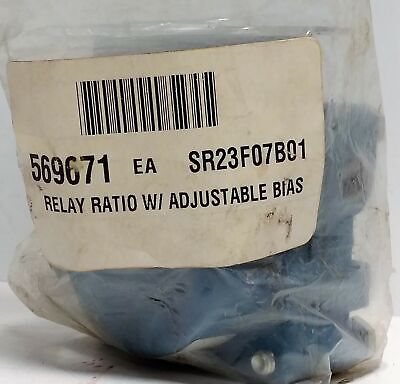 569671 EA SR23F07B01
RELAY RATIO W/ ADJUSTABLE BIAS